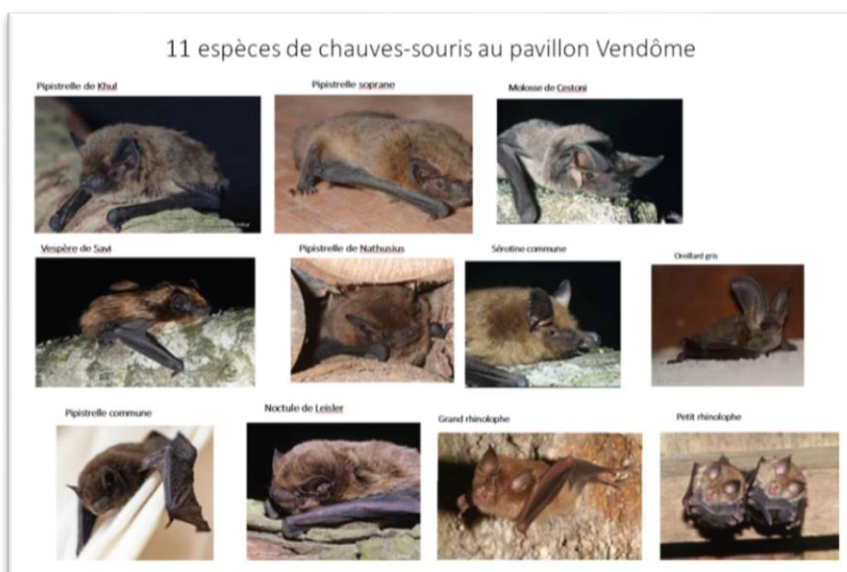 11 espèces de chauves-souris au pavillon Vendôme
Pipistrelle de Khul
Pipistrelle soprane
Molosse de Cestoni
Vespère de Savi
Pipistrelle de Nathusius
Sérotine commune
Oreillard gris
Pipistrelle commune
Noctule de Leisler
Grand rhinolophe
Petit rhinolophe